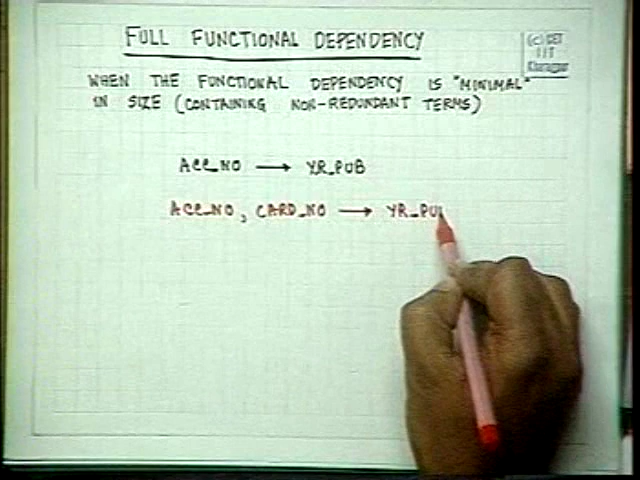 FULL FUNCTIONAL DEPENDENCY
(C) CET
IIT
Kharagpur
WHEN THE FUNCTIONAL DEPENDENCY IS "MINIMAL"
IN SIZE (CONTAINING NON-REDUNDANT TERMS)
ACC_NO → YR_PUB
ACC_NO, CARD_NO → YR_PU